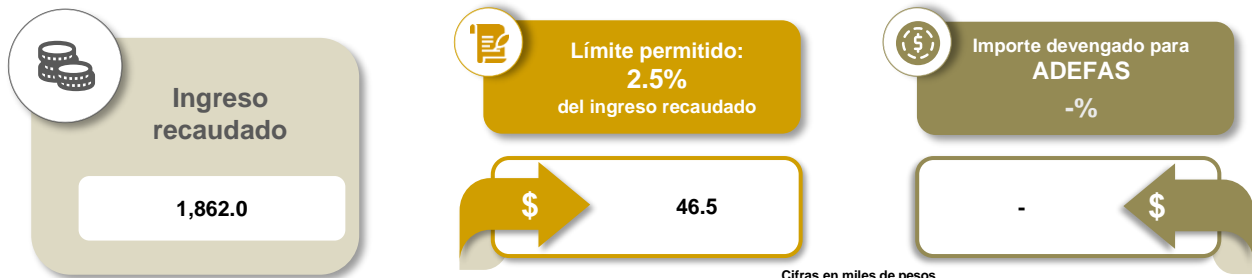 Ingreso
recaudado
1,862.0
Límite permitido:
2.5%
del ingreso recaudado
$
46.5
Importe devengado para
ADEFAS
-%
-
$
Cifras en miles de pesos